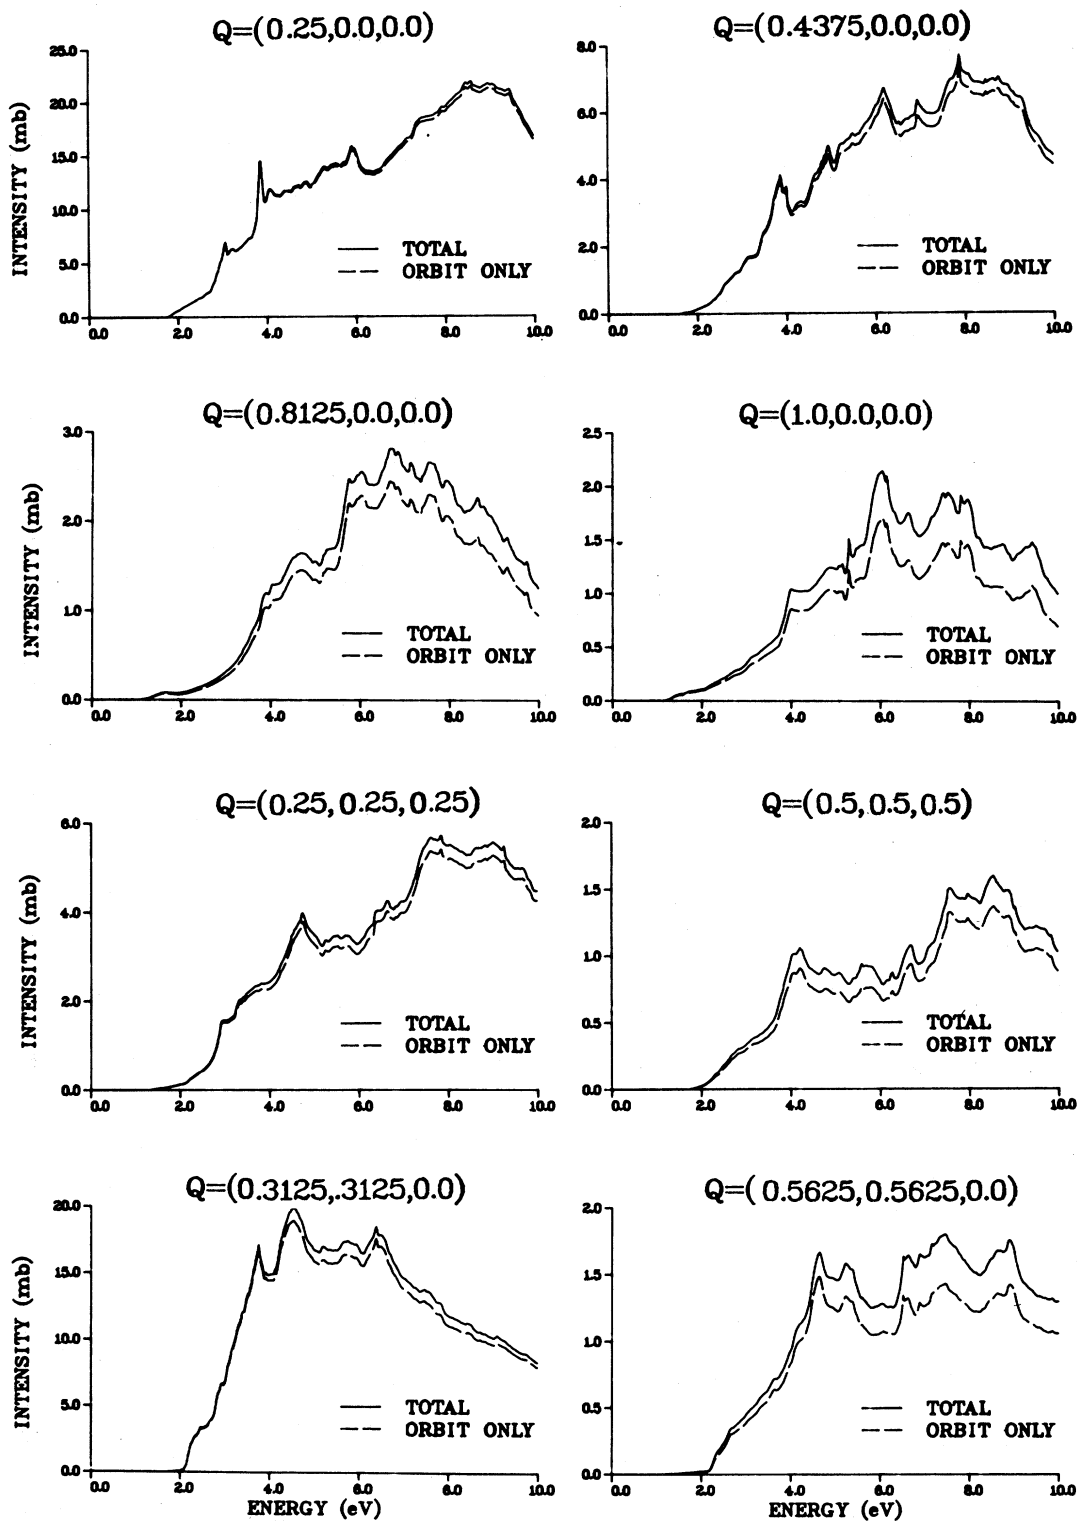 Q=(0.25,0.0,0.0)
INTENSITY (mb)
25.0
20.0
15.0
10.0
5.0
0.0
TOTAL
ORBIT ONLY
0.0 2.0 4.0 6.0 8.0 10.0
Q=(0.4375,0.0,0.0)
8.0
6.0
4.0
2.0
0.0
TOTAL
ORBIT ONLY
0.0 2.0 4.0 6.0 8.0 10.0
Q=(0.8125,0.0,0.0)
INTENSITY (mb)
3.0
2.0
1.0
0.0
TOTAL
ORBIT ONLY
0.0 2.0 4.0 6.0 8.0 10.0
Q=(1.0,0.0,0.0)
2.5
2.0
1.5
1.0
0.5
0.0
TOTAL
ORBIT ONLY
0.0 2.0 4.0 6.0 8.0 10.0
Q=(0.25,0.25,0.25)
INTENSITY (mb)
6.0
4.0
2.0
0.0
TOTAL
ORBIT ONLY
0.0 2.0 4.0 6.0 8.0 10.0
Q=(0.5,0.5,0.5)
2.0
1.5
1.0
0.5
0.0
TOTAL
ORBIT ONLY
0.0 2.0 4.0 6.0 8.0 10.0
Q=(0.3125,.3125,0.0)
INTENSITY (mb)
20.0
15.0
10.0
5.0
0.0
TOTAL
ORBIT ONLY
0.0 2.0 4.0 6.0 8.0 10.0
ENERGY (eV)
Q=( 0.5625,0.5625,0.0)
2.0
1.5
1.0
0.5
0.0
TOTAL
ORBIT ONLY
0.0 2.0 4.0 6.0 8.0 10.0
ENERGY (eV)